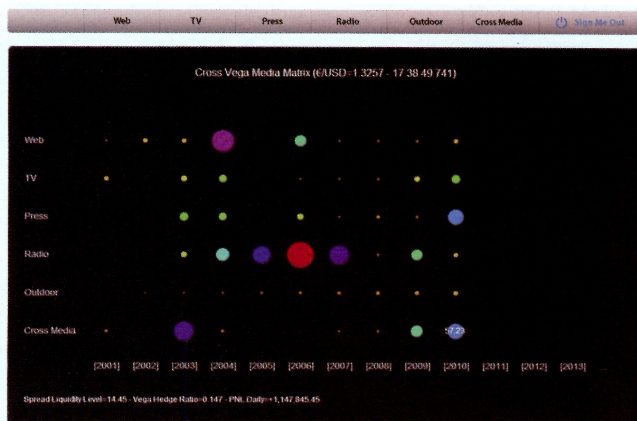 Web TV Press Radio Outdoor Cross Media Sign Me Out
Cross Vega Media Matrix (€/USD=1.3257 - 17.38.49.741)
Web
TV
Press
Radio
Outdoor
Cross Media 57.23
[2001] [2002] [2003] [2004] [2005] [2006] [2007] [2008] [2009] [2010] [2011] [2012] [2013]
Spread Liquidity Level=14.45 - Vega Hedge Ratio=0.147 - PNL Daily=+1,147,845.45